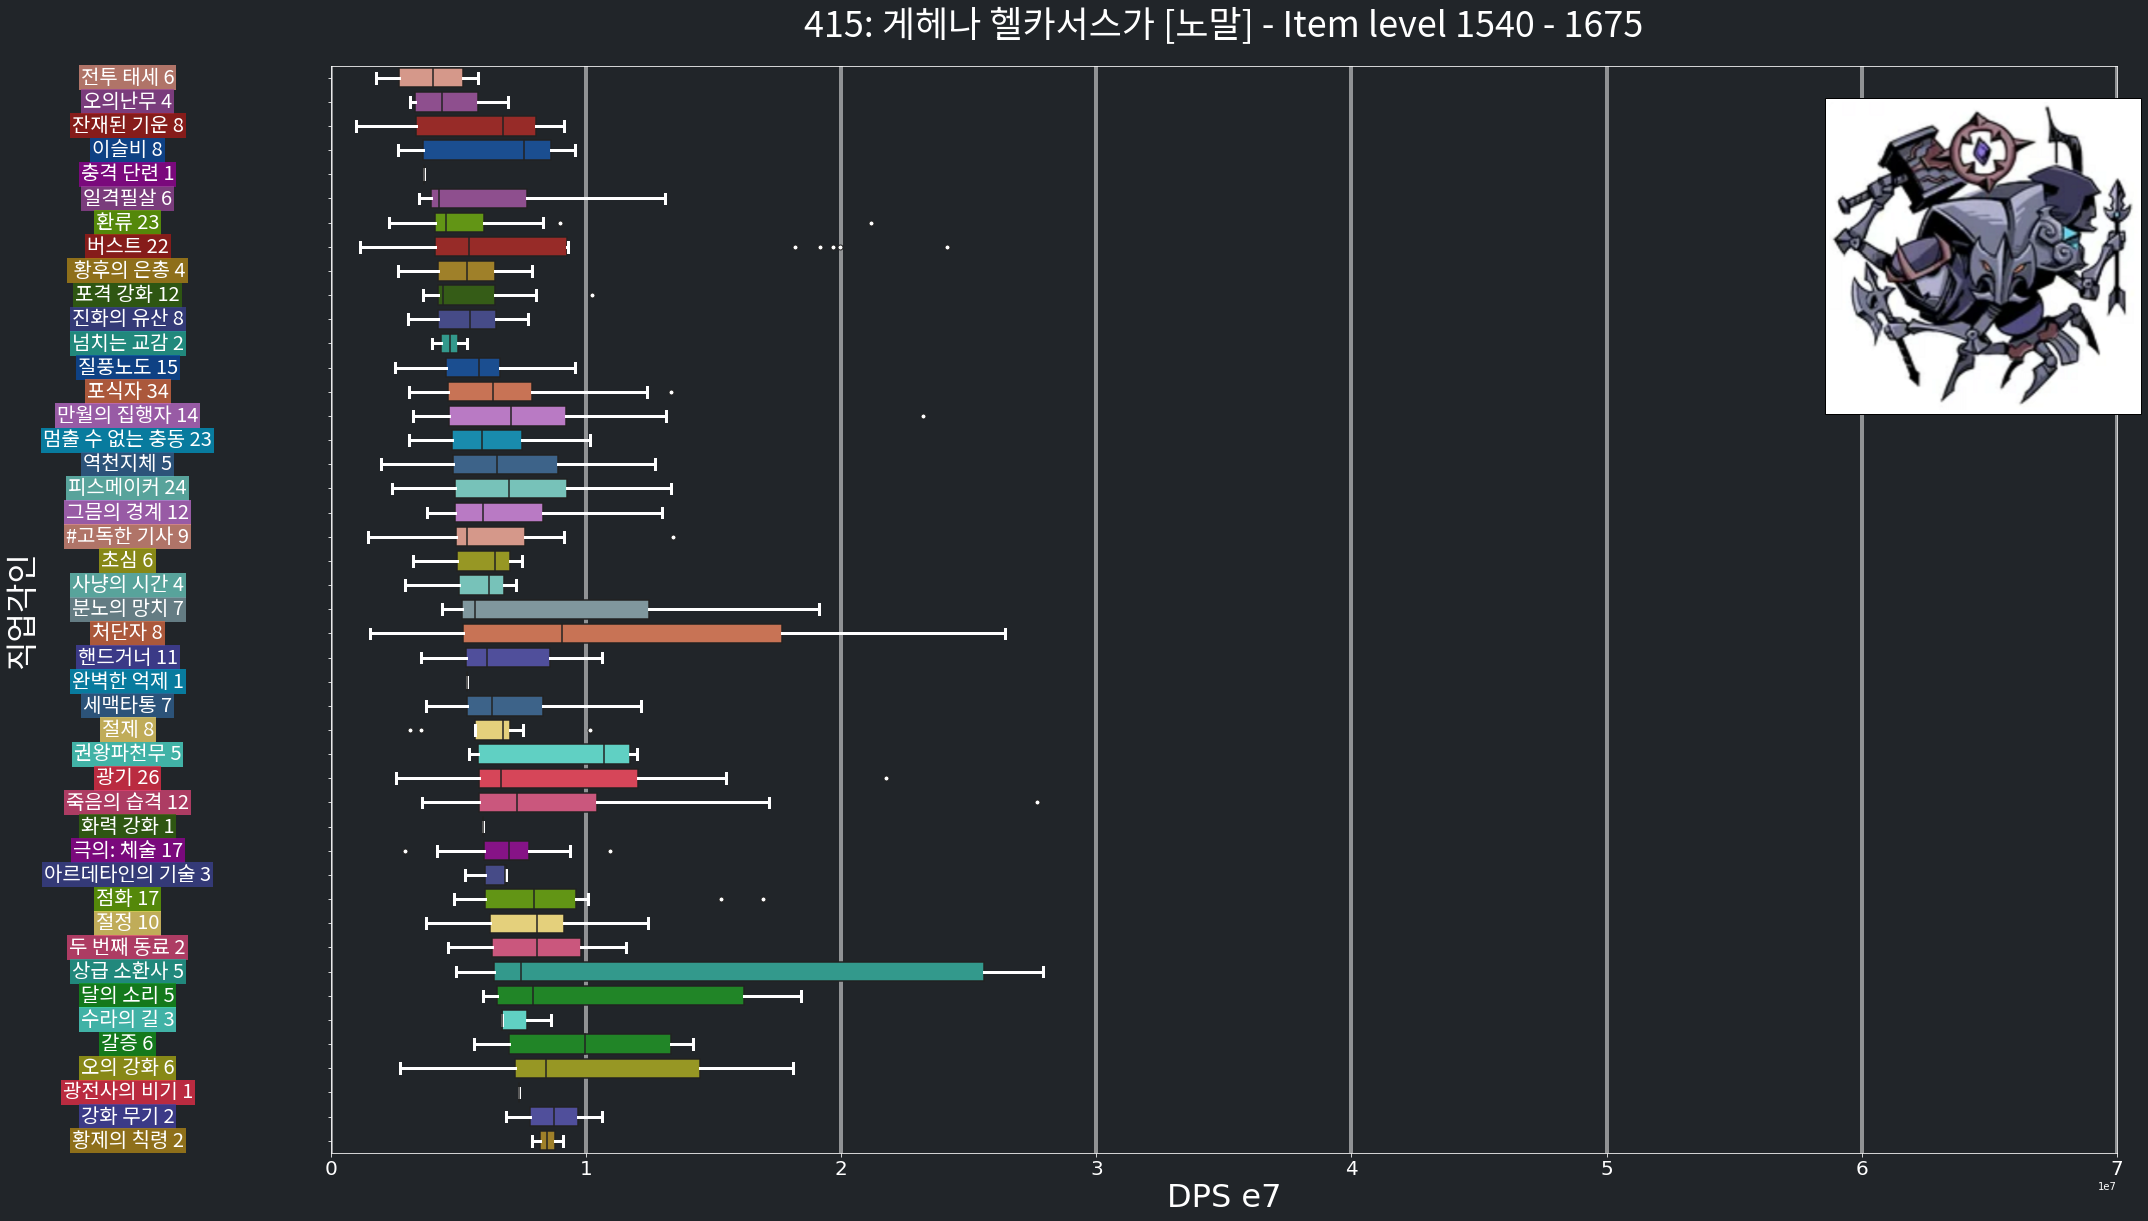 415: 게헤나 헬카서스가 [노말] - Item level 1540 - 1675
전투 태세 6
오의난무 4
잔재된 기운 8
이슬비 8
충격 단련 1
일격필살 6
환류 23
버스트 22
황후의 은총 4
포격 강화 12
진화의 유산 8
넘치는 교감 2
질풍노도 15
포식자 34
만월의 집행자 14
멈출 수 없는 충동 23
역천지체 5
피스메이커 24
그믐의 경계 12
#고독한 기사 9
초심 6
사냥의 시간 4
분노의 망치 7
처단자 8
핸드거너 11
완벽한 억제 1
세맥타통 7
절제 8
권왕파천무 5
광기 26
죽음의 습격 12
화력 강화 1
극의: 체술 17
아르데타인의 기술 3
점화 17
절정 10
두 번째 동료 2
상급 소환사 5
달의 소리 5
수라의 길 3
갈증 6
오의 강화 6
광전사의 비기 1
강화 무기 2
황제의 칙령 2
직업각인
0 1 2 3 4 5 6 7
1e7
DPS e7